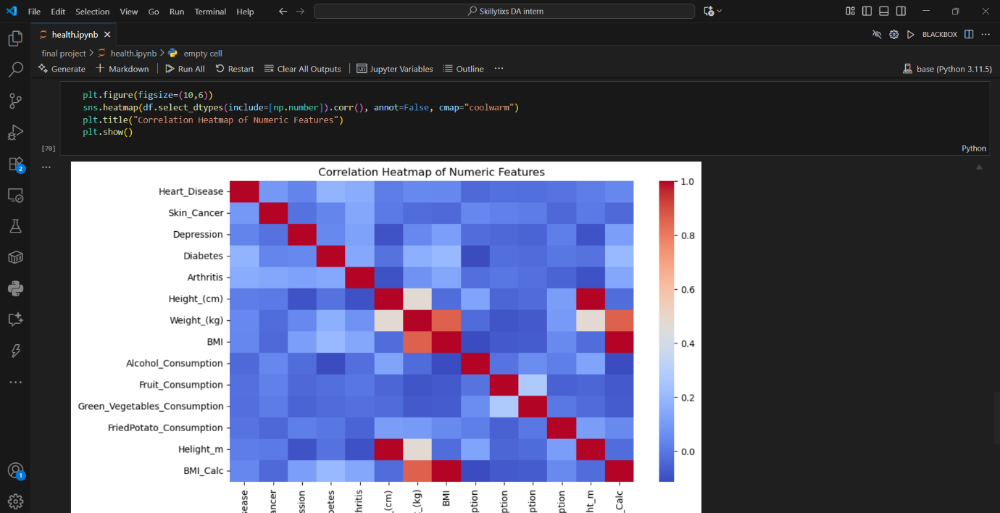 File Edit Selection View Go Run Terminal Help
Skillytixs DA intern
health.ipynb
BLACKBOX
final project > health.ipynb > empty cell
Generate + Markdown Run All Restart Clear All Outputs Jupyter Variables Outline ...
base (Python 3.11.5)
plt.figure(figsize=(10,6))
sns.heatmap(df.select_dtypes(include=[np.number]).corr(), annot=False, cmap="coolwarm")
plt.title("Correlation Heatmap of Numeric Features")
plt.show()
[70]
Python
Correlation Heatmap of Numeric Features
Heart_Disease
Skin_Cancer
Depression
Diabetes
Arthritis
Height_(cm)
Weight_(kg)
BMI
Alcohol_Consumption
Fruit_Consumption
Green_Vegetables_Consumption
FriedPotato_Consumption
Helight_m
BMI_Calc
1.0
0.8
0.6
0.4
0.2
0.0
sease
ancer
ssion
betes
hritis
_(cm)
_(kg)
BMI
ption
ption
ption
ption
ht_m
_Calc
2
1